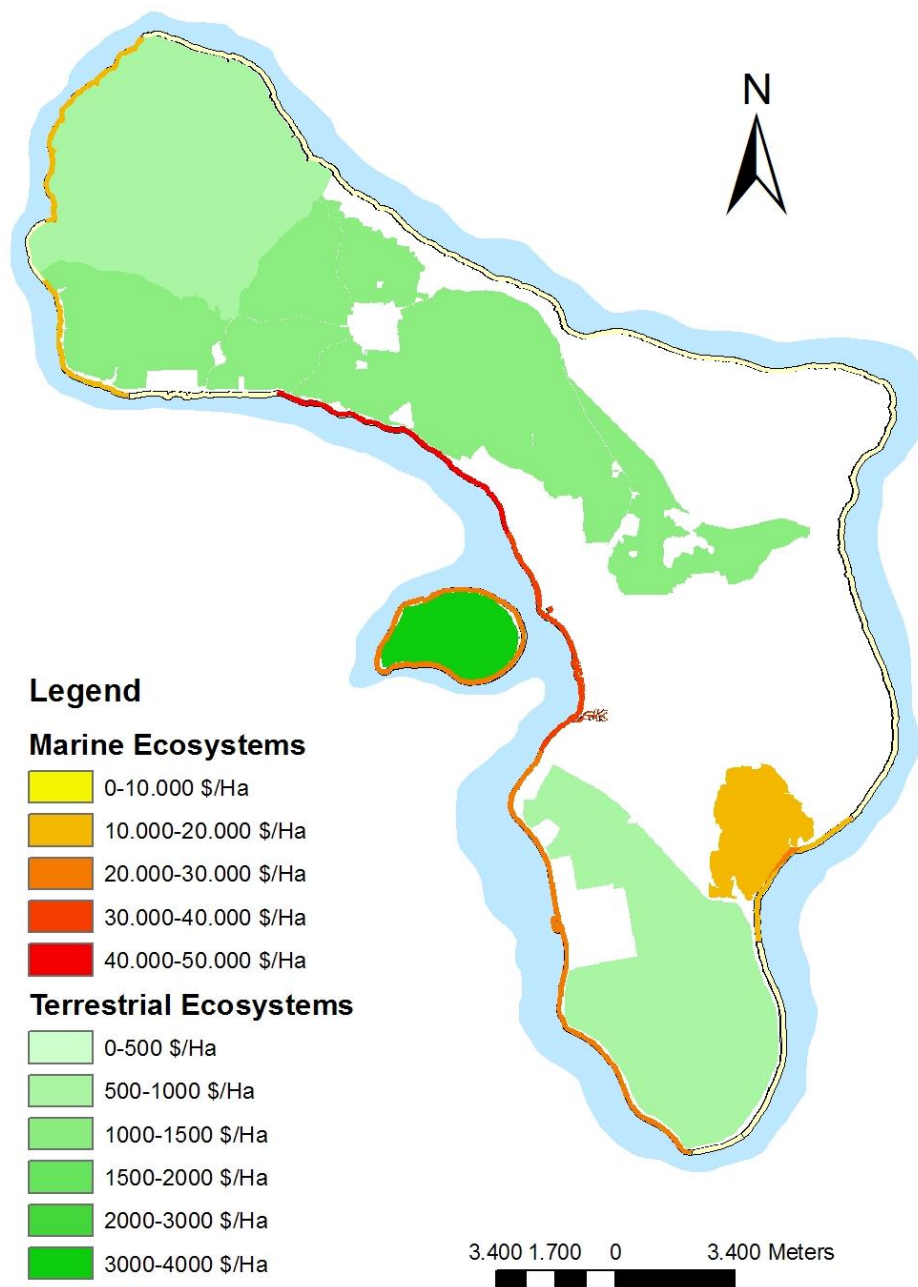 N
Legend
Marine Ecosystems
0-10.000 $/Ha
10.000-20.000 $/Ha
20.000-30.000 $/Ha
30.000-40.000 $/Ha
40.000-50.000 $/Ha
Terrestrial Ecosystems
0-500 $/Ha
500-1000 $/Ha
1000-1500 $/Ha
1500-2000 $/Ha
2000-3000 $/Ha
3000-4000 $/Ha
3.400 1.700 0 3.400 Meters